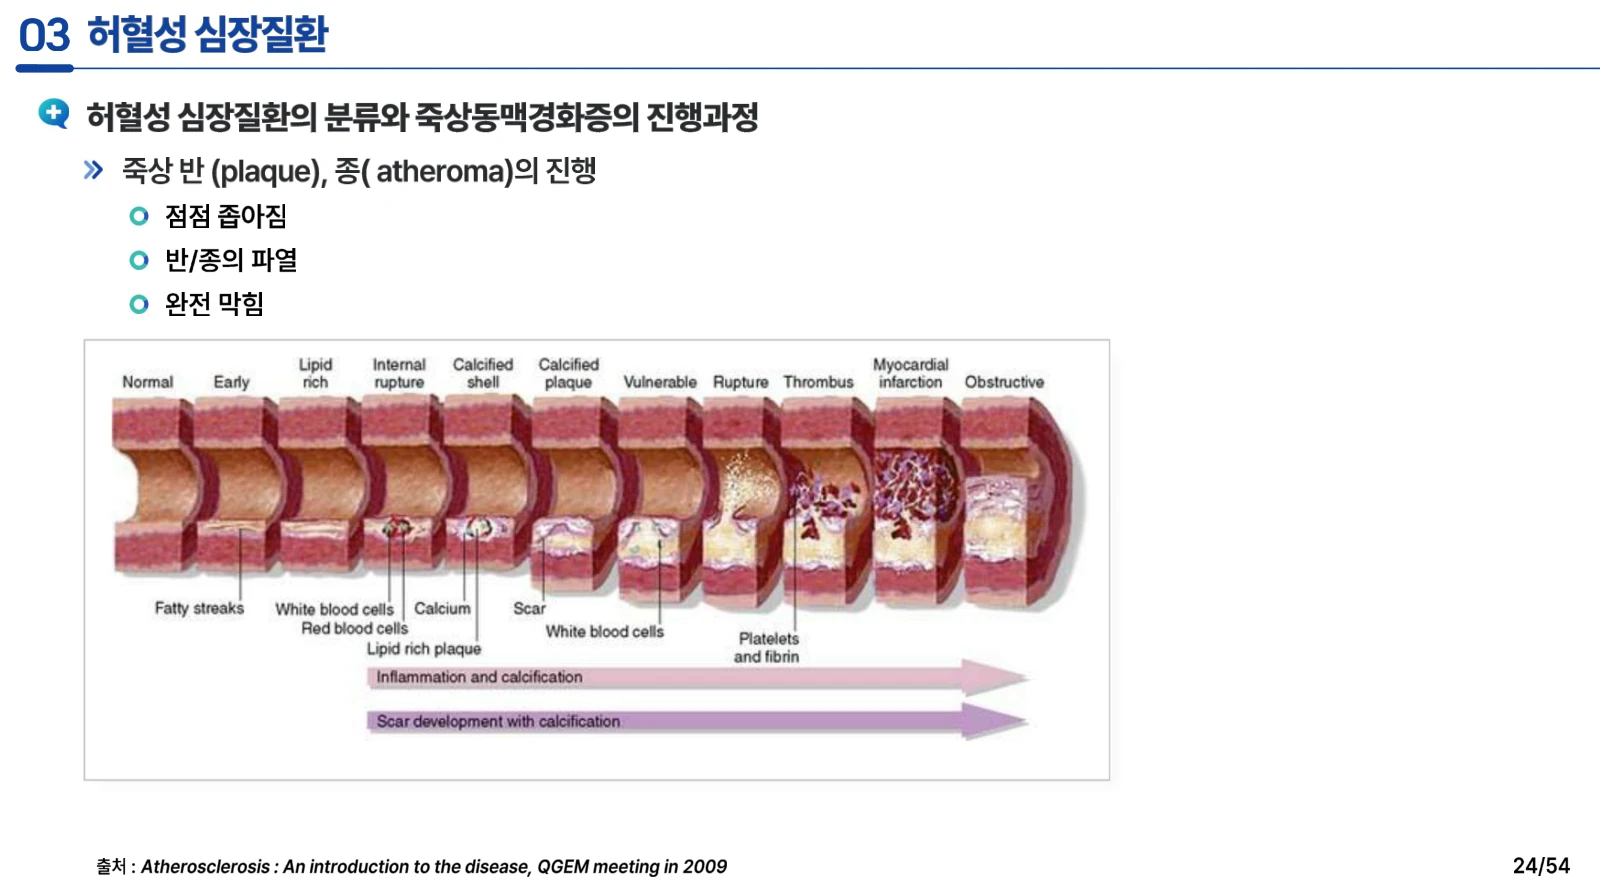 03 허혈성 심장질환
허혈성 심장질환의 분류와 죽상동맥경화증의 진행과정
죽상 반 (plaque), 종( atheroma)의 진행
점점 좁아짐
반/종의 파열
완전 막힘
Normal
Early
Lipid
rich
Internal
rupture
Calcified
shell
Calcified
plaque
Vulnerable
Rupture
Thrombus
Myocardial
infarction
Obstructive
Fatty streaks
White blood cells
Red blood cells
Calcium
Lipid rich plaque
Scar
White blood cells
Platelets
and fibrin
Inflammation and calcification
Scar development with calcification
출처 : Atherosclerosis : An introduction to the disease, QGEM meeting in 2009
24/54